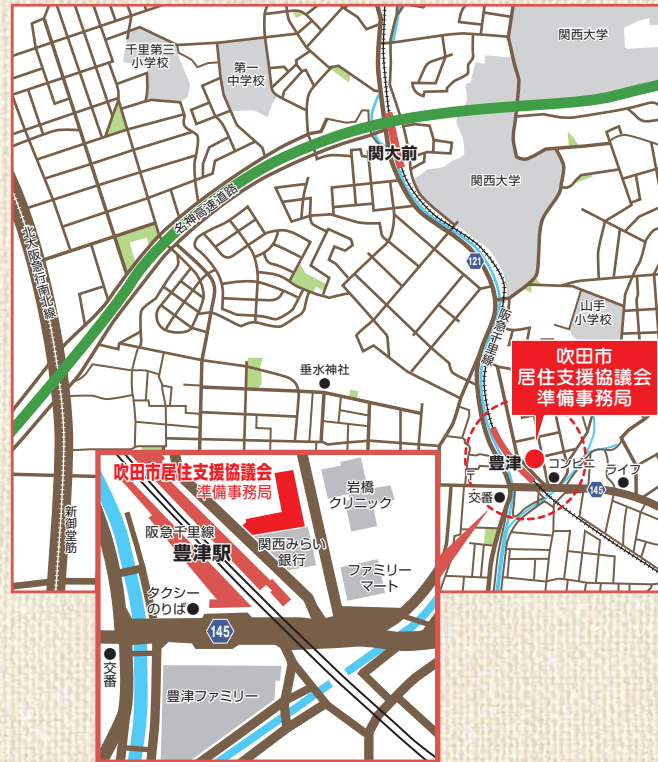 関西大学
千里第三
小学校
第一
中学校
関大前
関西大学
名神高速道路
北大阪急行南北線
121
山手
小学校
阪急千里線
吹田市
居住支援協議会
準備事務局
垂水神社
豊津
コンビニ
ライフ
〒
交番
145
新御堂筋
吹田市居住支援協議会
準備事務局
岩橋
クリニック
阪急千里線
豊津駅
関西みらい
銀行
ファミリー
マート
タクシー
のりば
145
交番
豊津ファミリー